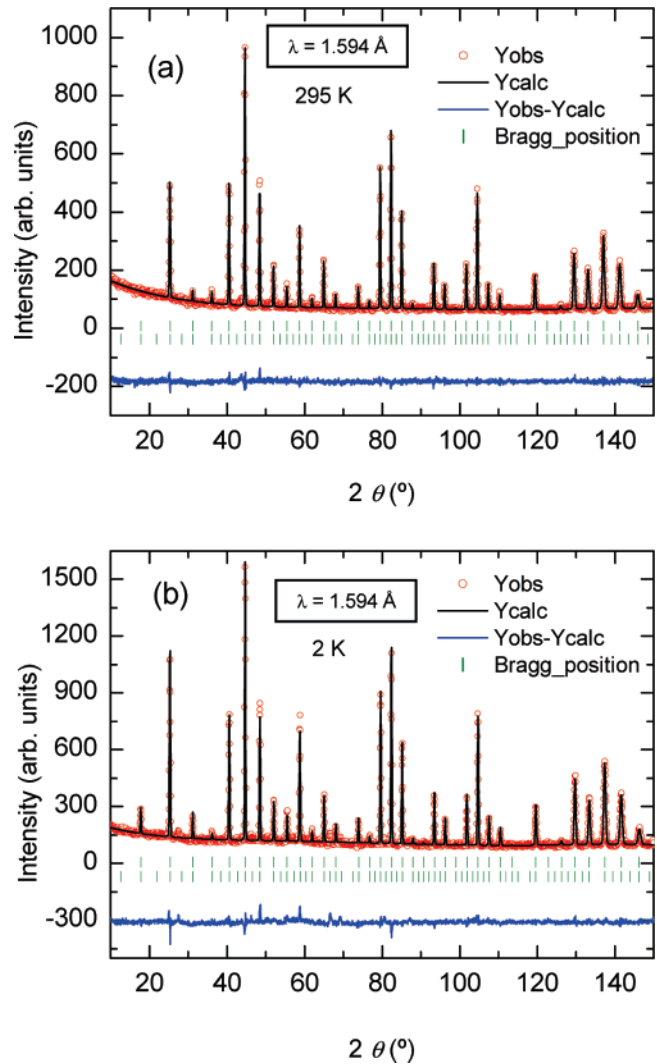 (a)
λ = 1.594 Å
295 K
Yobs
Ycalc
Yobs-Ycalc
Bragg_position
Intensity (arb. units)
1000
800
600
400
200
0
-200
20 40 60 80 100 120 140
2 θ (º)
(b)
λ = 1.594 Å
2 K
Yobs
Ycalc
Yobs-Ycalc
Bragg_position
Intensity (arb. units)
1500
1200
900
600
300
0
-300
20 40 60 80 100 120 140
2 θ (º)